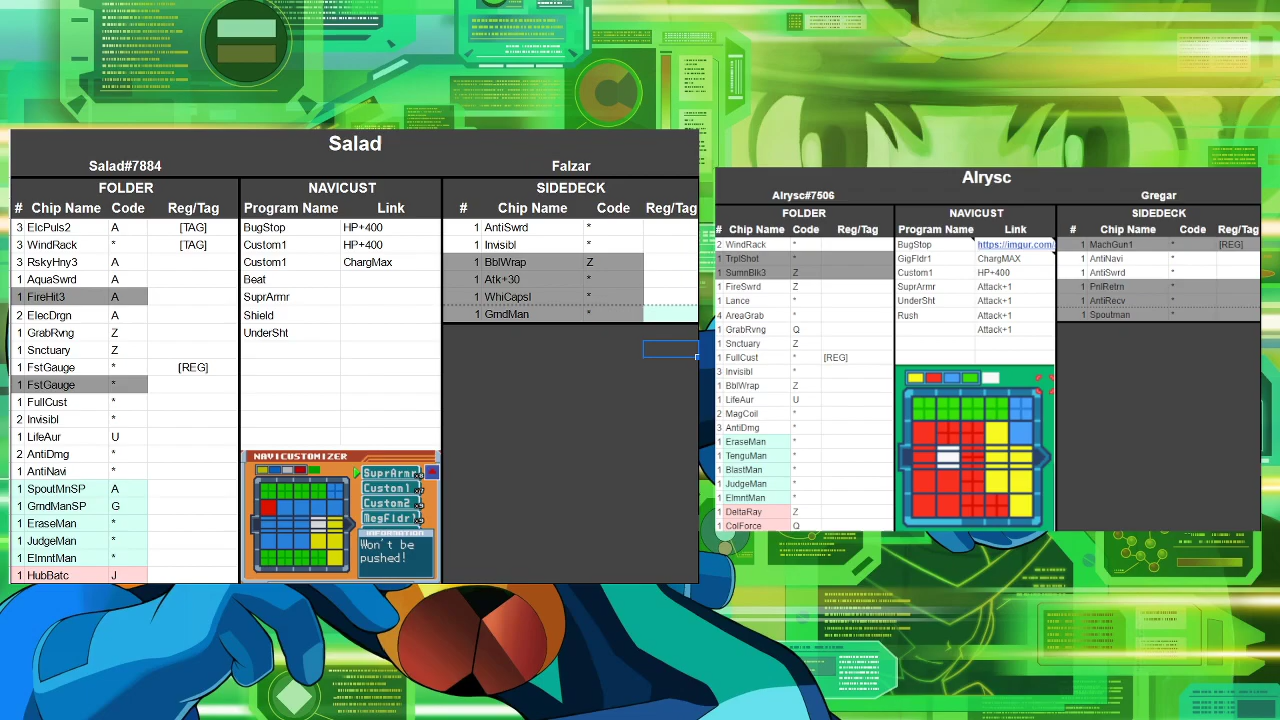 Salad
Salad#7884 Falzar
FOLDER NAVICUST SIDEDECK
# Chip Name Code Reg/Tag Program Name Link # Chip Name Code Reg/Tag
3 ElcPuls2 A [TAG] BugStop HP+400 1 AntiSwrd *
3 WindRack * [TAG] Custom1 HP+400 1 Invisibl *
3 RskyHny3 A Custom1 ChargMax 1 BblWrap Z
1 AquaSwrd A Beat 1 Atk+30 *
1 FireHit3 A SuprArmr 1 WhiCapsl *
2 ElecDrgn A Shield 1 GrndMan *
1 GrabRvng Z UnderSht
1 Snctuary Z
1 FstGauge * [REG]
1 FstGauge *
1 FullCust *
2 Invisibl *
1 LifeAur U
2 AntiDmg *
1 AntiNavi *
1 SpoutMnSP A
1 GrndManSP G
1 EraseMan *
1 JudgeMan *
1 ElmntMan *
1 HubBatc J
NAVICUSTOMIZER
SuprArmr
Custom1
Custom2
MegFldr1
INFORMATION
Won't be
pushed!
Alrysc
Alrysc#7506 Gregar
FOLDER NAVICUST SIDEDECK
# Chip Name Code Reg/Tag Program Name Link # Chip Name Code Reg/Tag
2 WindRack * BugStop https://imgur.com/ 1 MachGun1 * [REG]
1 TrplShot * GigFldr1 ChargMAX 1 AntiNavi *
1 SumnBlk3 Z Custom1 HP+400 1 AntiSwrd *
1 FireSwrd Z SuprArmr Attack+1 1 PnlRetrn *
1 Lance * UnderSht Attack+1 1 AntiRecv *
4 AreaGrab * Rush Attack+1 1 Spoutman *
1 GrabRvng Q Attack+1
1 Snctuary Z
1 FullCust * [REG]
3 Invisibl *
1 BblWrap Z
1 LifeAur U
2 MagCoil *
3 AntiDmg *
1 EraseMan *
1 TenguMan *
1 BlastMan *
1 JudgeMan *
1 ElmntMan *
1 DeltaRay Z
1 ColForce Q